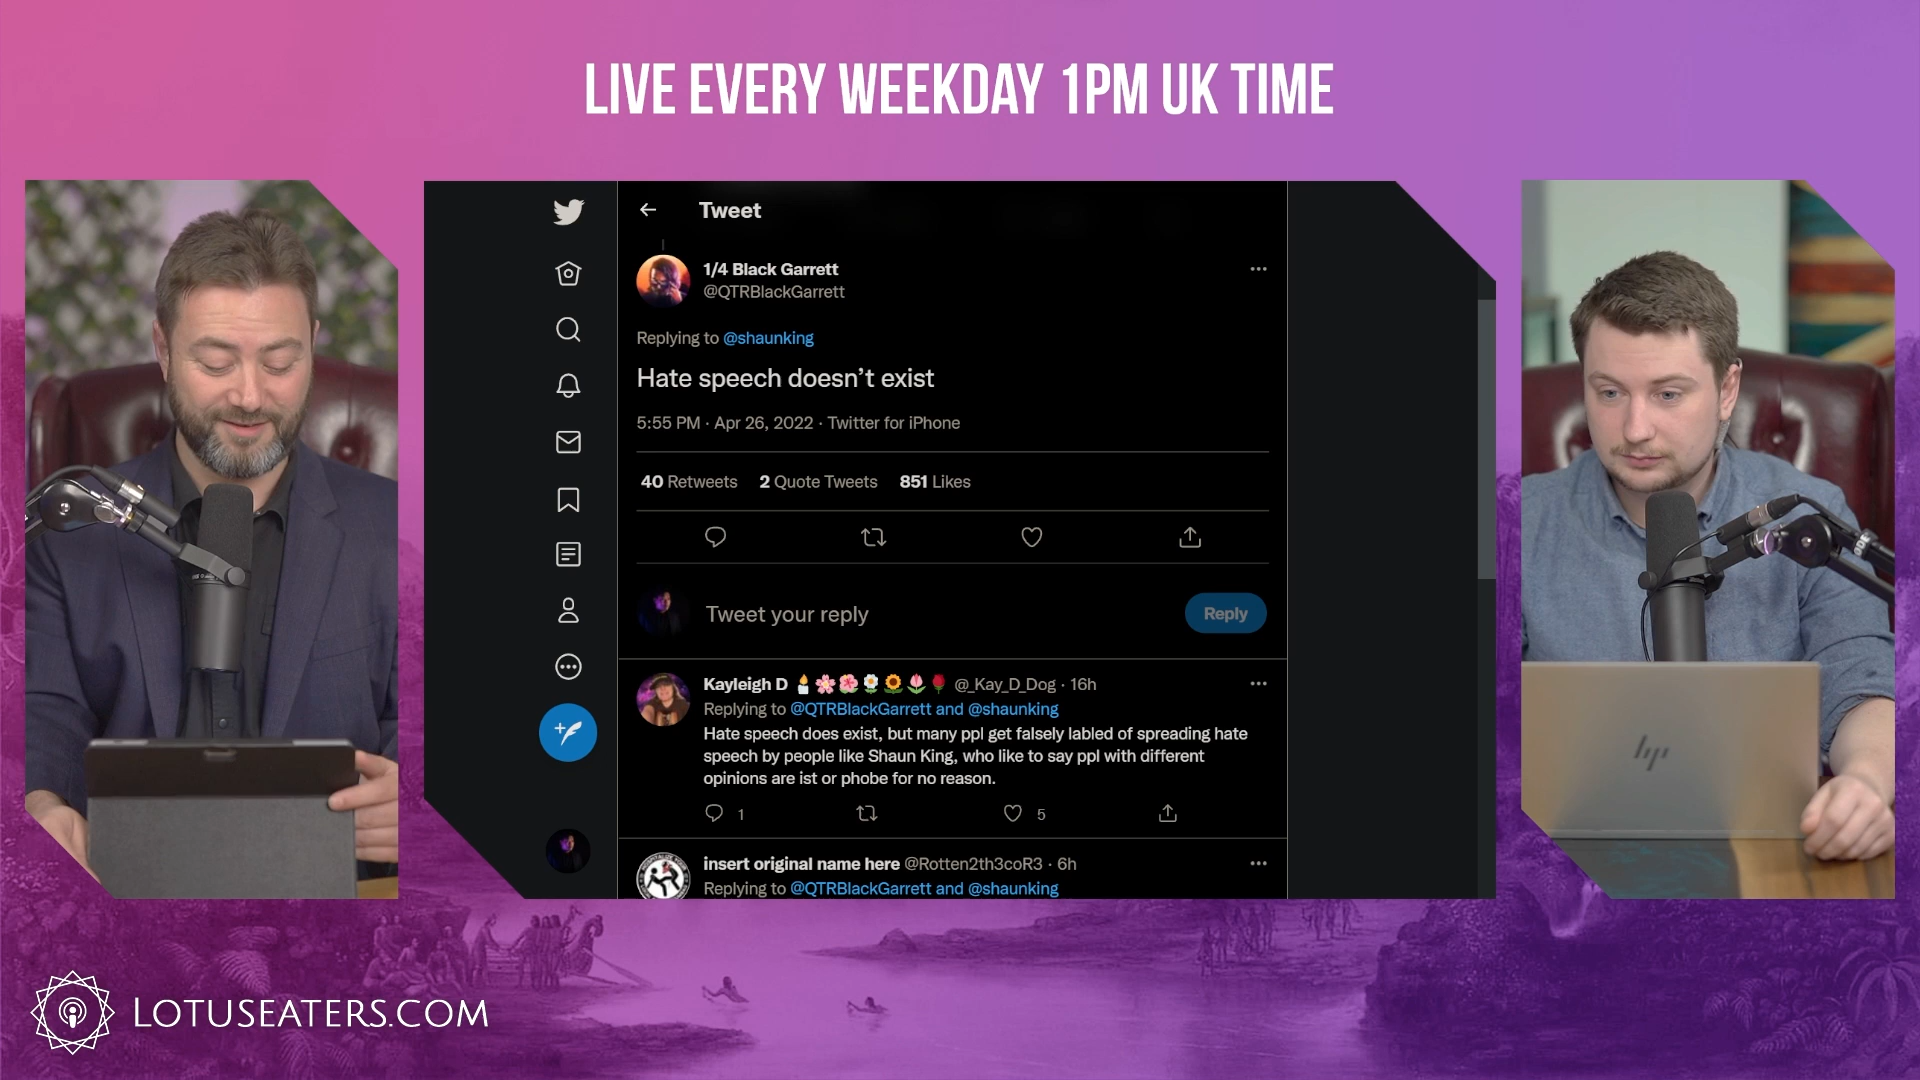 LIVE EVERY WEEKDAY 1PM UK TIME
Tweet
1/4 Black Garrett
@QTRBlackGarrett
Replying to @shaunking
Hate speech doesn’t exist
5:55 PM · Apr 26, 2022 · Twitter for iPhone
40 Retweets 2 Quote Tweets 851 Likes
Tweet your reply
Reply
Kayleigh D 🕯️🌸🌺🌼🌻🌷🌹 @_Kay_D_Dog · 16h
Replying to @QTRBlackGarrett and @shaunking
Hate speech does exist, but many ppl get falsely labled of spreading hate
speech by people like Shaun King, who like to say ppl with different
opinions are ist or phobe for no reason.
1 5
insert original name here @Rotten2th3coR3 · 6h
Replying to @QTRBlackGarrett and @shaunking
hp
LOTUSEATERS.COM